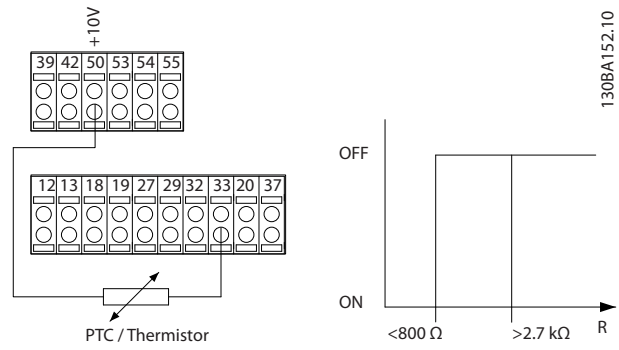 +10V
39 42 50 53 54 55
12 13 18 19 27 29 32 33 20 37
PTC / Thermistor
130BA152.10
OFF
ON
<800 Ω >2.7 kΩ R